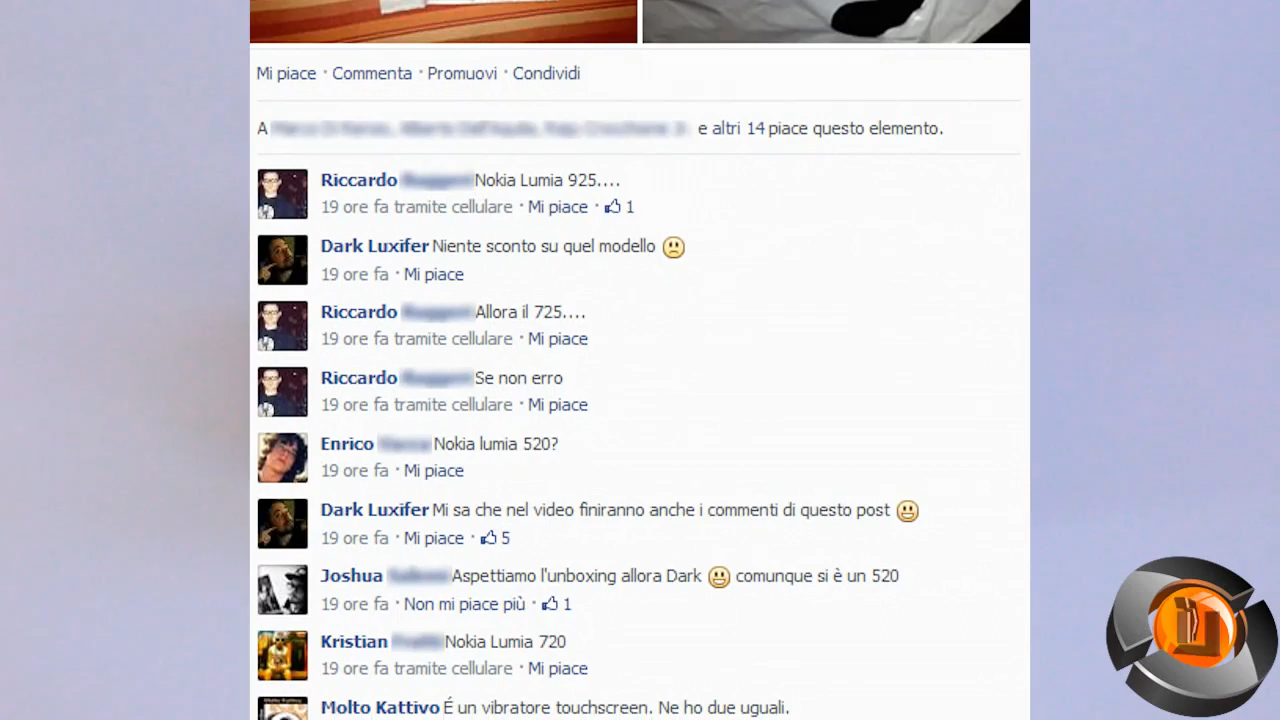 Mi piace · Commenta · Promuovi · Condividi
A e altri 14 piace questo elemento.
Riccardo Nokia Lumia 925....
19 ore fa tramite cellulare · Mi piace · 1
Dark Luxifer Niente sconto su quel modello
19 ore fa · Mi piace
Riccardo Allora il 725....
19 ore fa tramite cellulare · Mi piace
Riccardo Se non erro
19 ore fa tramite cellulare · Mi piace
Enrico Nokia lumia 520?
19 ore fa · Mi piace
Dark Luxifer Mi sa che nel video finiranno anche i commenti di questo post
19 ore fa · Mi piace · 5
Joshua Aspettiamo l'unboxing allora Dark comunque si è un 520
19 ore fa · Non mi piace più · 1
Kristian Nokia Lumia 720
19 ore fa tramite cellulare · Mi piace
Molto Kattivo É un vibratore touchscreen. Ne ho due uguali.